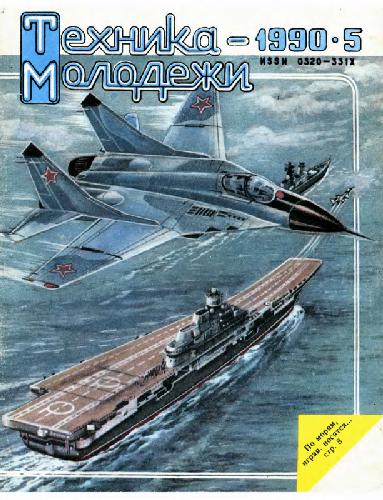 Техника – 1990·5
Молодежи
ISSN 0320-331X
По морям,
играя, носятся...
стр. 8